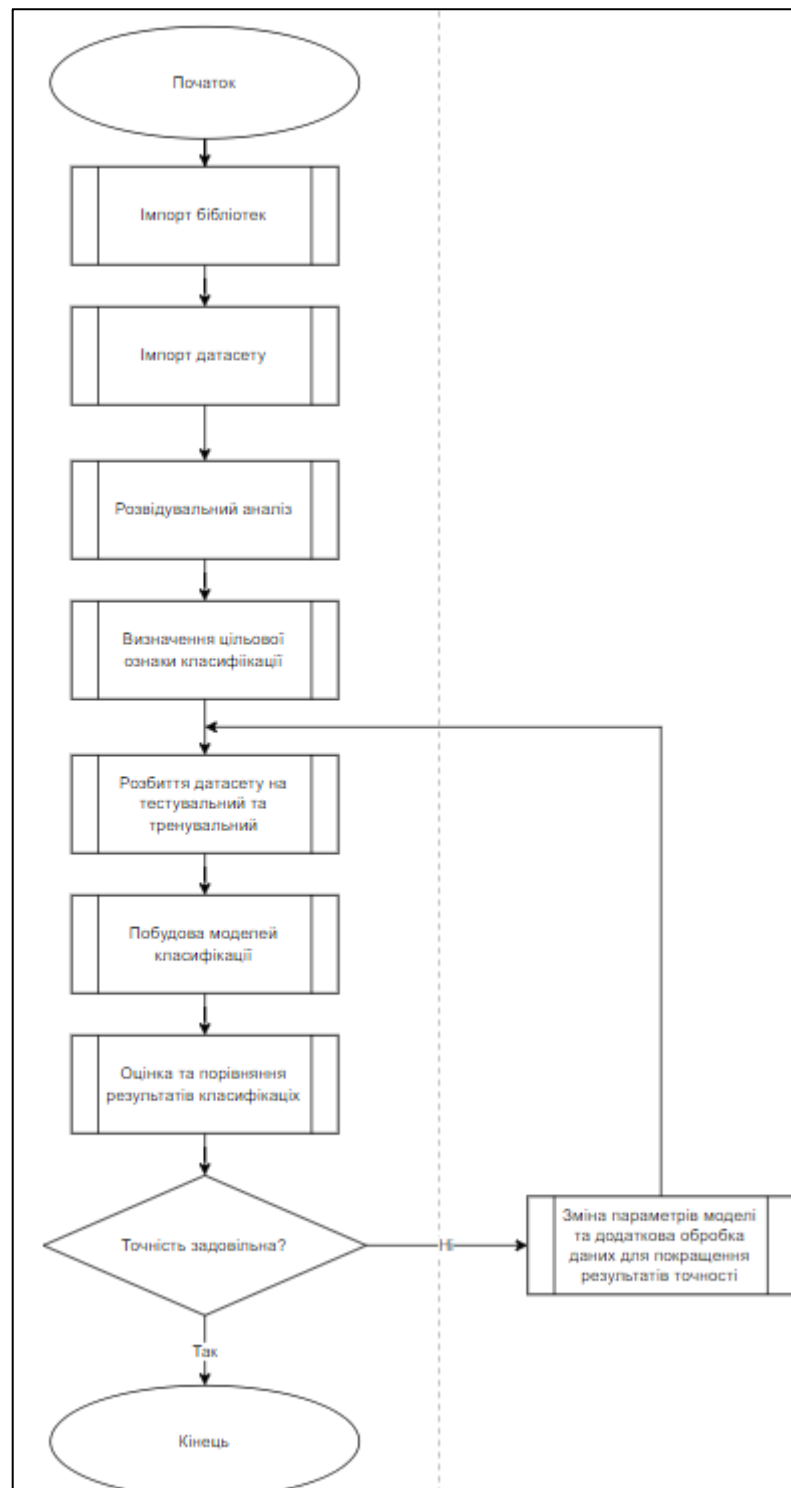 Початок
Імпорт бібліотек
Імпорт датасету
Розвідувальний аналіз
Визначення цільової
ознаки класифіікації
Розбиття датасету на
тестувальний та
тренувальний
Побудова моделей
класифікації
Оцінка та порівняння
результатів класифікаціх
Точність задовільна?
Ні
Зміна параметрів моделі
та додаткова обробка
даних для покращення
результатів точності
Так
Кінець